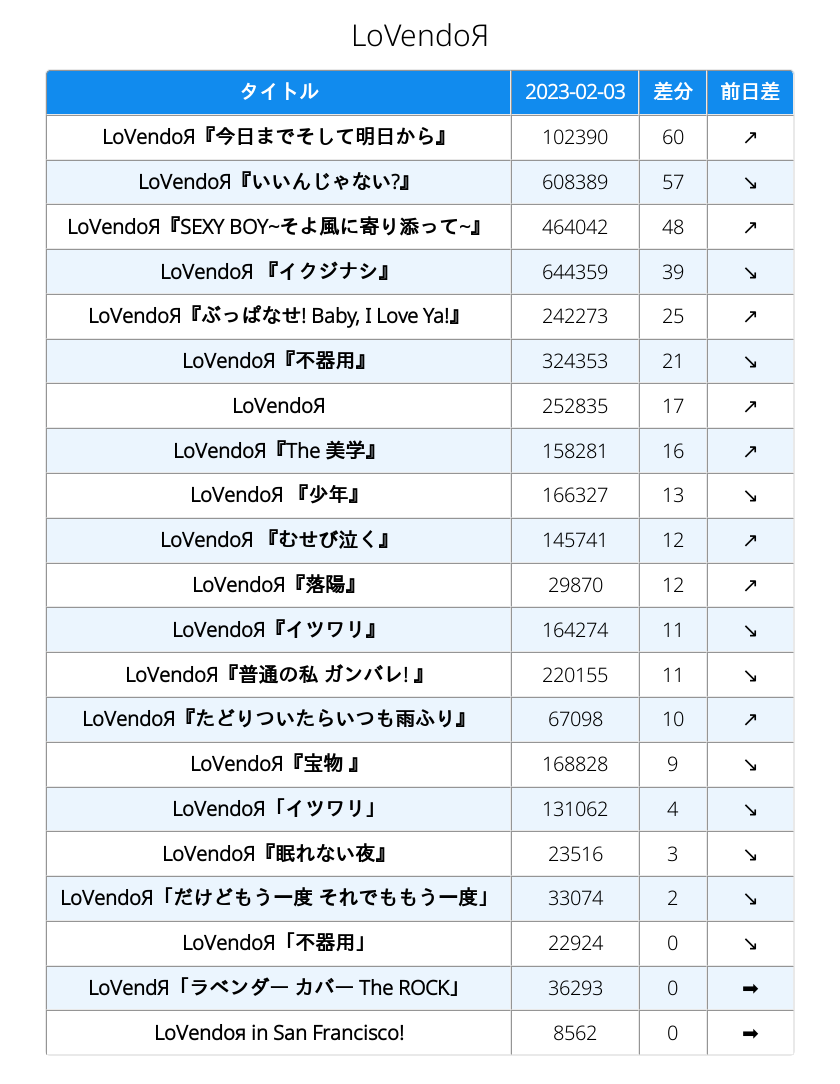 LoVendoЯ
タイトル 2023-02-03 差分 前日差
LoVendoЯ『今日までそして明日から』 102390 60 ↗
LoVendoЯ『いいんじゃない?』 608389 57 ↘
LoVendoЯ『SEXY BOY~そよ風に寄り添って~』 464042 48 ↗
LoVendoЯ 『イクジナシ』 644359 39 ↘
LoVendoЯ『ぶっぱなせ! Baby, I Love Ya!』 242273 25 ↗
LoVendoЯ『不器用』 324353 21 ↘
LoVendoЯ 252835 17 ↗
LoVendoЯ『The 美学』 158281 16 ↗
LoVendoЯ 『少年』 166327 13 ↘
LoVendoЯ 『むせび泣く』 145741 12 ↗
LoVendoЯ『落陽』 29870 12 ↗
LoVendoЯ『イツワリ』 164274 11 ↘
LoVendoЯ『普通の私 ガンバレ! 』 220155 11 ↘
LoVendoЯ『たどりついたらいつも雨ふり』 67098 10 ↗
LoVendoЯ『宝物 』 168828 9 ↘
LoVendoЯ「イツワリ」 131062 4 ↘
LoVendoЯ『眠れない夜』 23516 3 ↘
LoVendoЯ「だけどもう一度 それでももう一度」 33074 2 ↘
LoVendoЯ「不器用」 22924 0 ↘
LoVendЯ「ラベンダー カバー The ROCK」 36293 0 ➡
LoVendoя in San Francisco! 8562 0 ➡